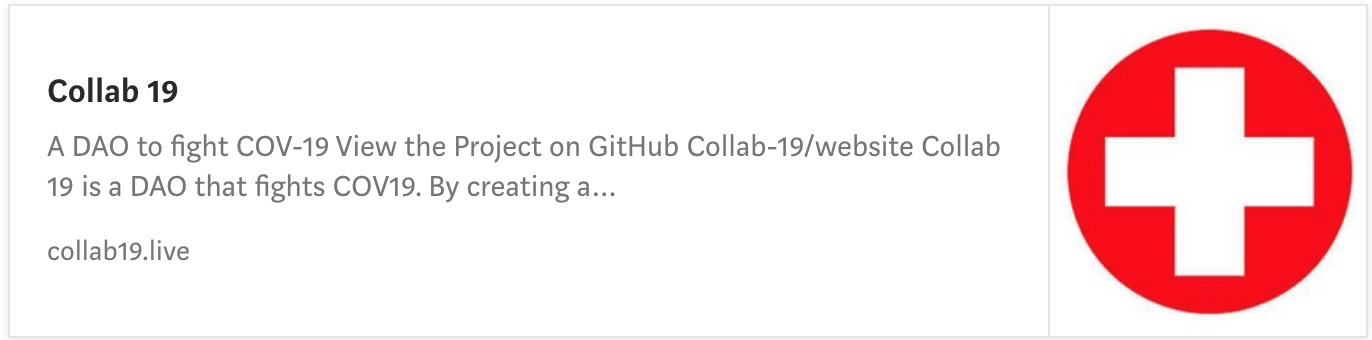 Collab 19
A DAO to fight COV-19 View the Project on GitHub Collab-19/website Collab
19 is a DAO that fights COV19. By creating a...
collab19.live